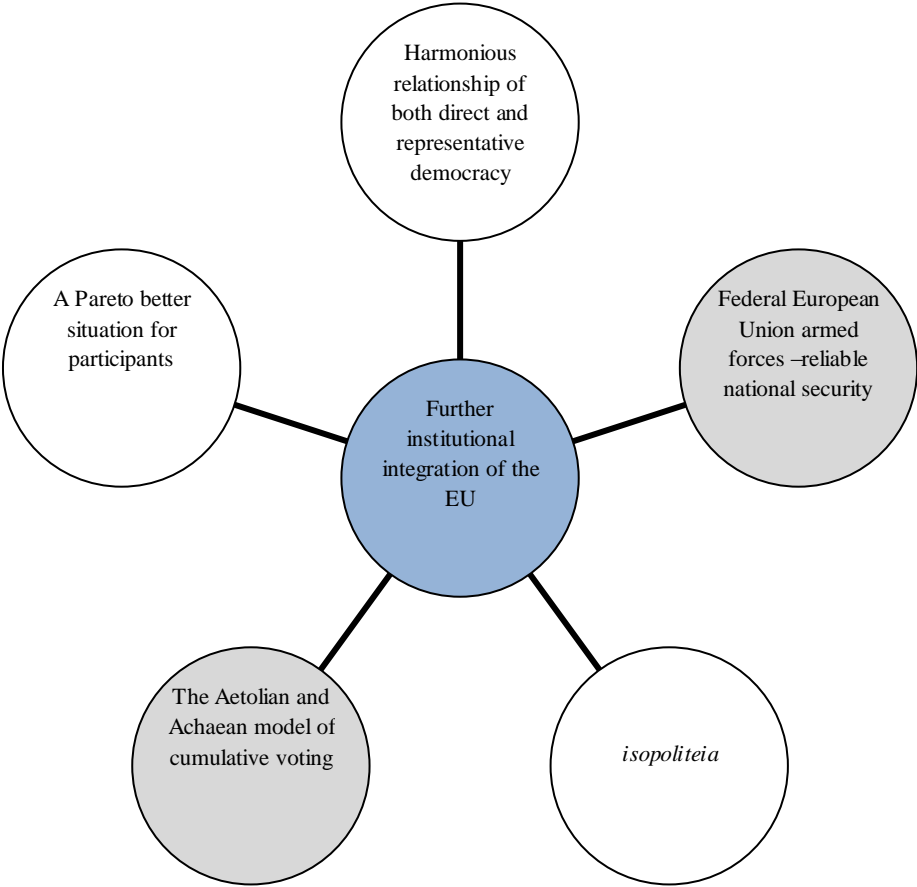 Harmonious
relationship of
both direct and
representative
democracy
A Pareto better
situation for
participants
Federal European
Union armed
forces –reliable
national security
Further
institutional
integration of the
EU
The Aetolian and
Achaean model of
cumulative voting
isopoliteia